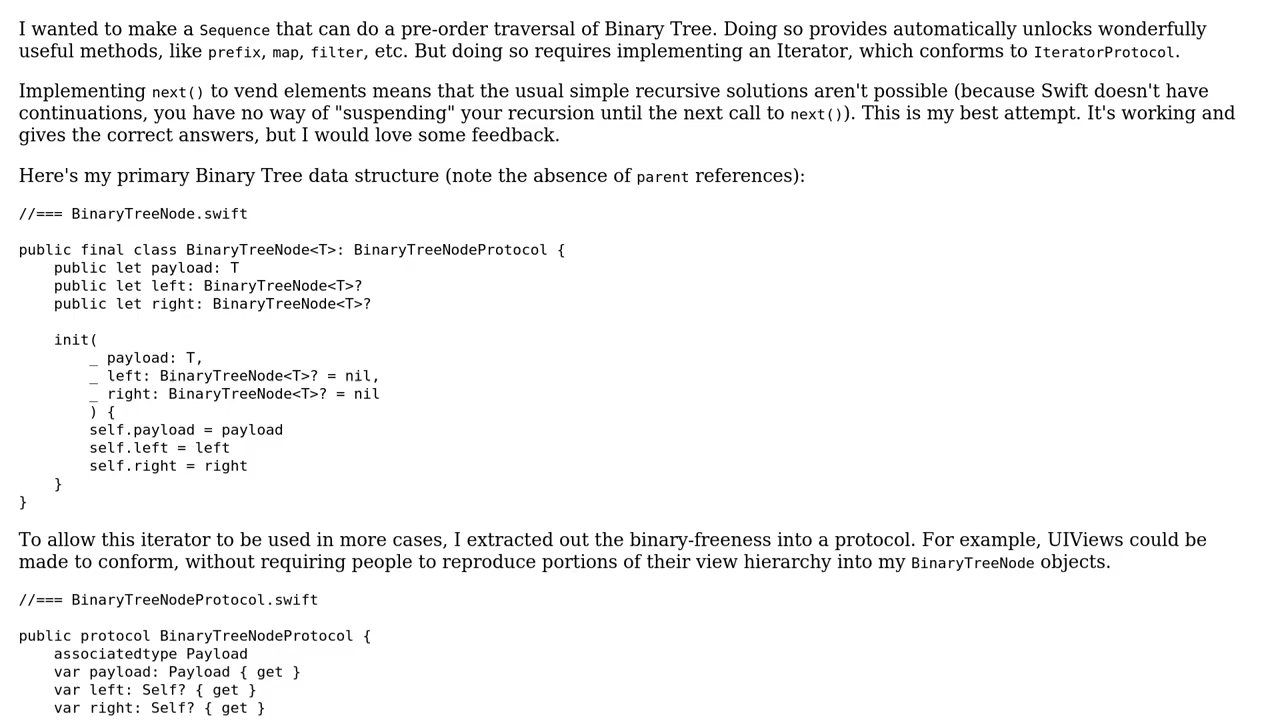 I wanted to make a Sequence that can do a pre-order traversal of Binary Tree. Doing so provides automatically unlocks wonderfully
useful methods, like prefix, map, filter, etc. But doing so requires implementing an Iterator, which conforms to IteratorProtocol.
Implementing next() to vend elements means that the usual simple recursive solutions aren't possible (because Swift doesn't have
continuations, you have no way of "suspending" your recursion until the next call to next()). This is my best attempt. It's working and
gives the correct answers, but I would love some feedback.
Here's my primary Binary Tree data structure (note the absence of parent references):
//=== BinaryTreeNode.swift
public final class BinaryTreeNode<T>: BinaryTreeNodeProtocol {
    public let payload: T
    public let left: BinaryTreeNode<T>?
    public let right: BinaryTreeNode<T>?
    init(
        _ payload: T,
        _ left: BinaryTreeNode<T>? = nil,
        _ right: BinaryTreeNode<T>? = nil
        ) {
        self.payload = payload
        self.left = left
        self.right = right
    }
}
To allow this iterator to be used in more cases, I extracted out the binary-freeness into a protocol. For example, UIViews could be
made to conform, without requiring people to reproduce portions of their view hierarchy into my BinaryTreeNode objects.
//=== BinaryTreeNodeProtocol.swift
public protocol BinaryTreeNodeProtocol {
    associatedtype Payload
    var payload: Payload { get }
    var left: Self? { get }
    var right: Self? { get }